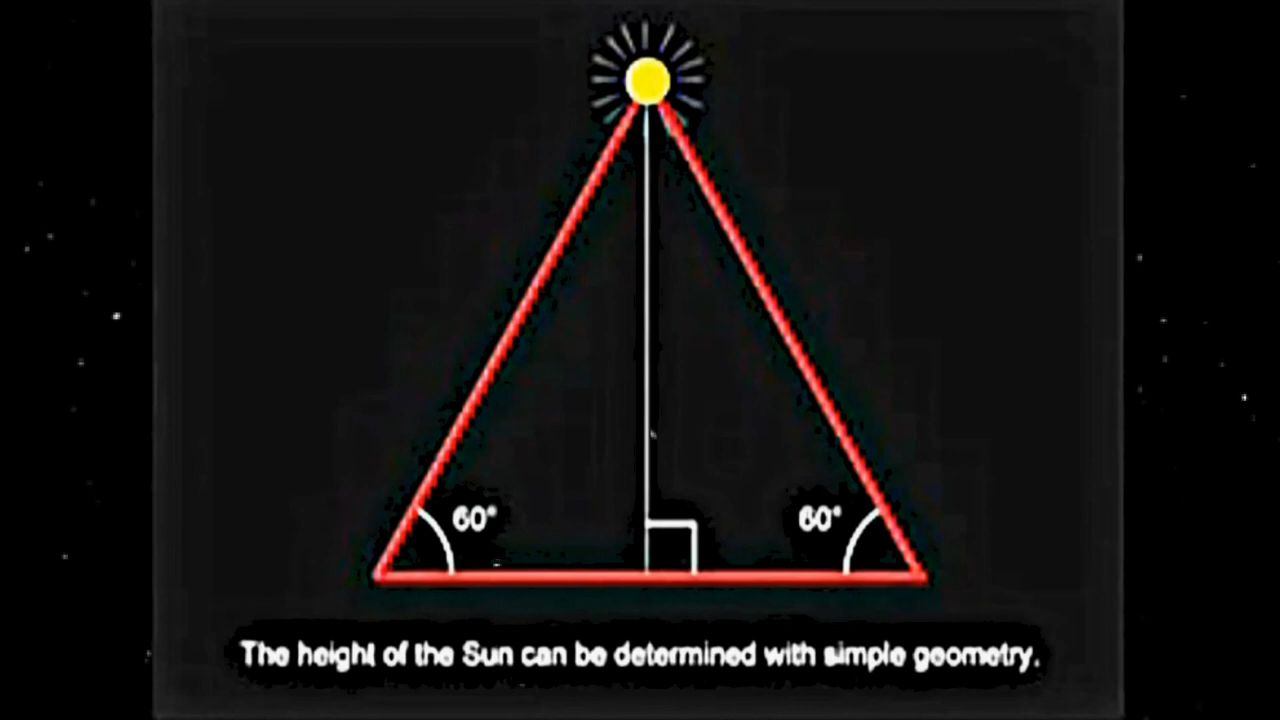 60° 60°
The height of the Sun can be determined with simple geometry.